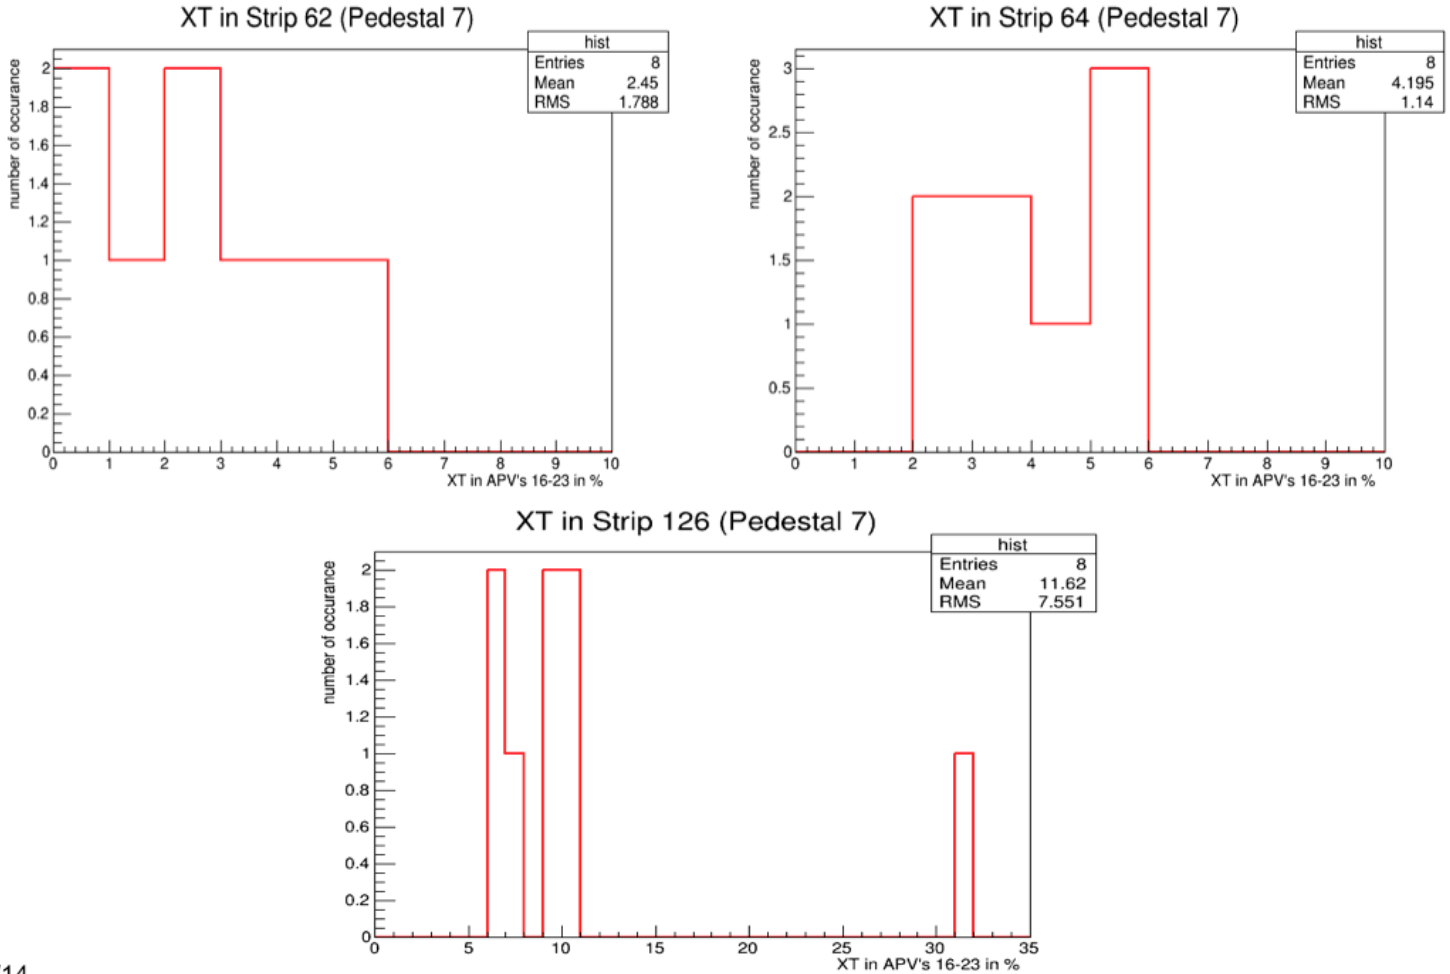 XT in Strip 62 (Pedestal 7)
hist
Entries 8
Mean 2.45
RMS 1.788
number of occurance
2
1.8
1.6
1.4
1.2
1
0.8
0.6
0.4
0.2
0
0 1 2 3 4 5 6 7 8 9 10
XT in APV's 16-23 in %
XT in Strip 64 (Pedestal 7)
hist
Entries 8
Mean 4.195
RMS 1.14
number of occurance
3
2.5
2
1.5
1
0.5
0
0 1 2 3 4 5 6 7 8 9 10
XT in APV's 16-23 in %
XT in Strip 126 (Pedestal 7)
hist
Entries 8
Mean 11.62
RMS 7.551
number of occurance
2
1.8
1.6
1.4
1.2
1
0.8
0.6
0.4
0.2
0
0 5 10 15 20 25 30 35
XT in APV's 16-23 in %